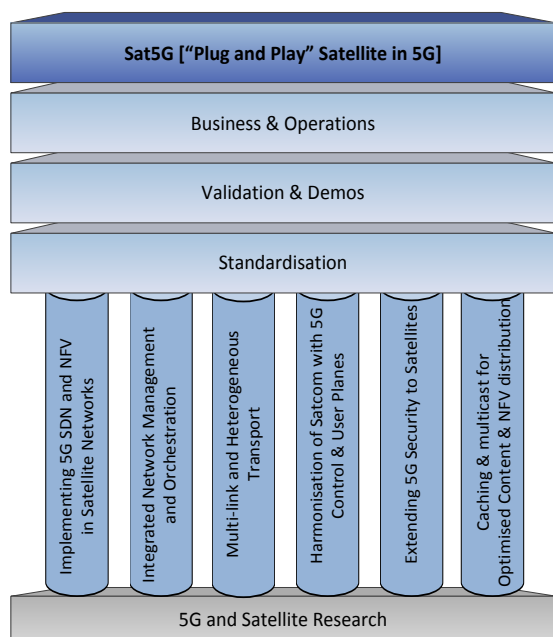 Sat5G [“Plug and Play” Satellite in 5G]
Business & Operations
Validation & Demos
Standardisation
Implementing 5G SDN and NFV
in Satellite Networks
Integrated Network Management
and Orchestration
Multi-link and Heterogeneous
Transport
Harmonisation of Satcom with 5G
Control & User Planes
Extending 5G Security to Satellites
Caching & multicast for
Optimised Content & NFV distribution
5G and Satellite Research